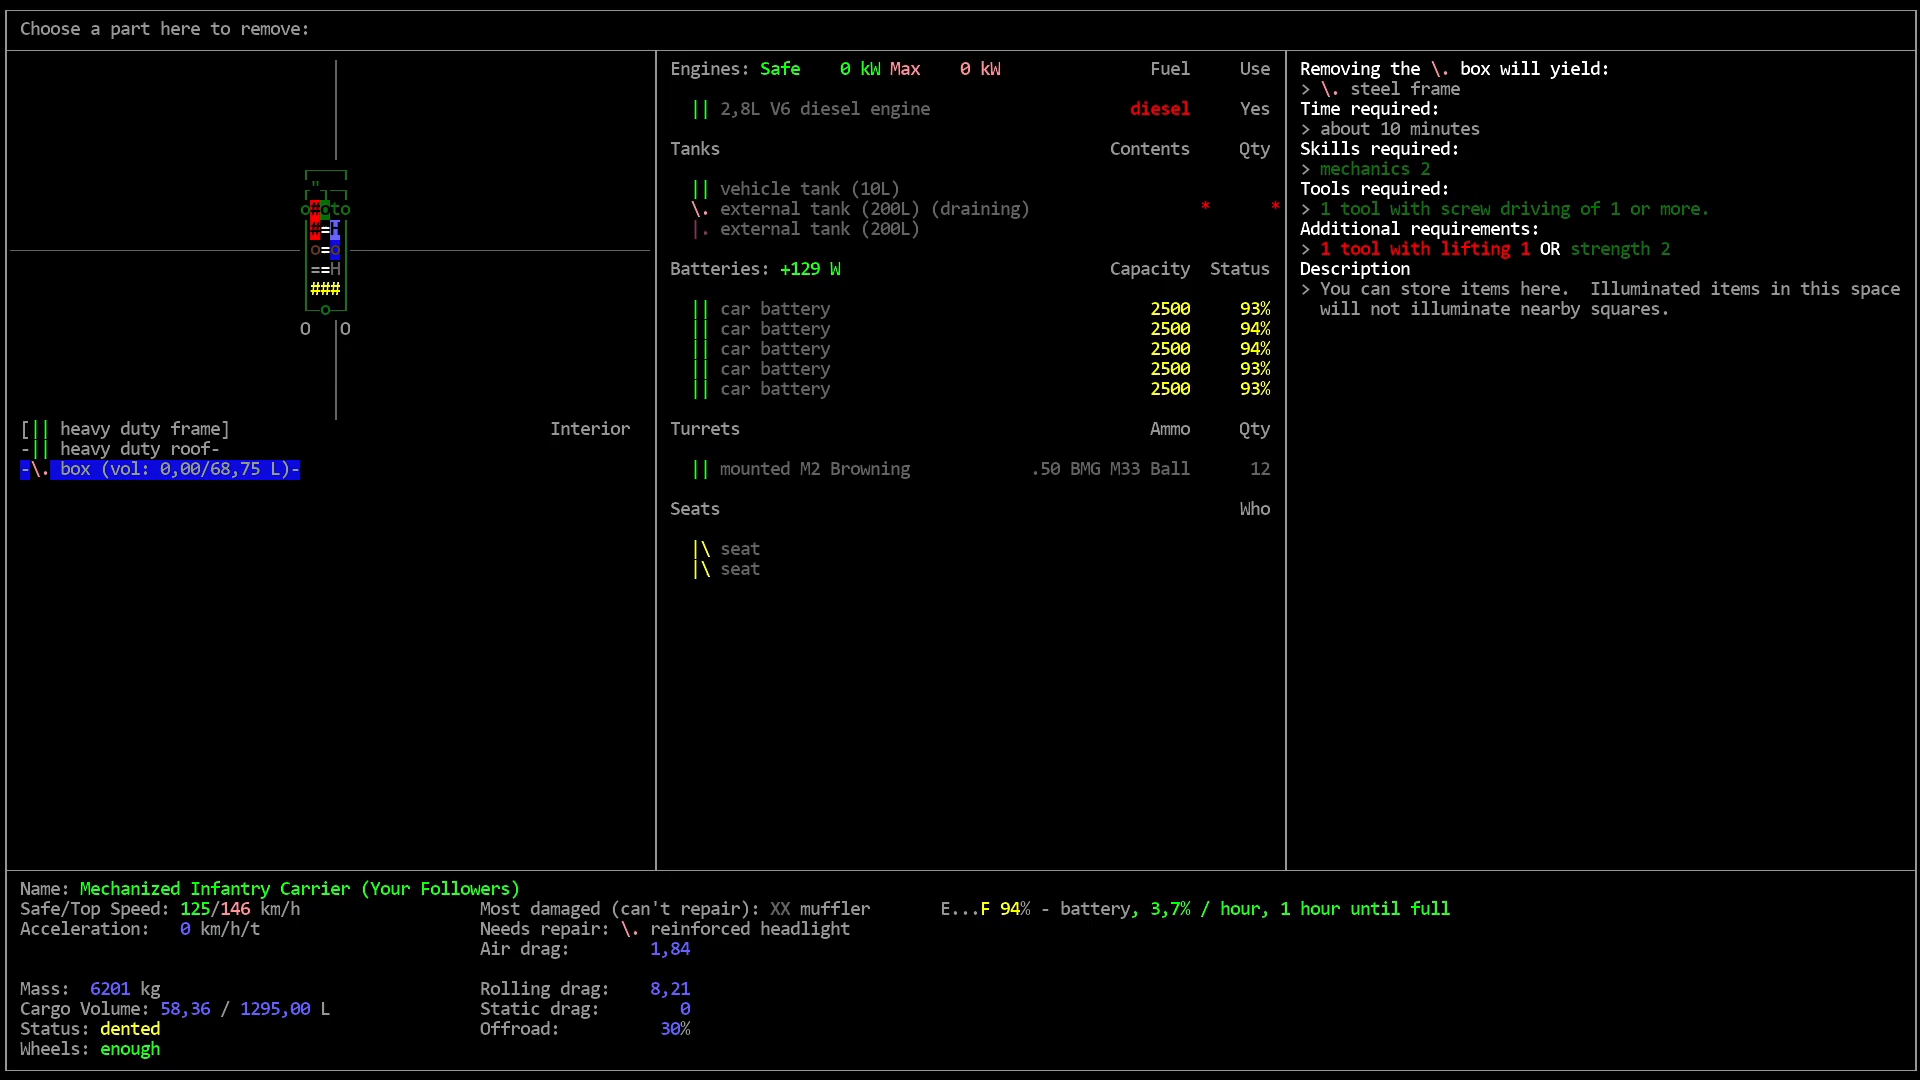 Choose a part here to remove:
[|| heavy duty frame] Interior
-|| heavy duty roof-
-\. box (vol: 0,00/68,75 L)-
Engines: Safe 0 kW Max 0 kW Fuel Use
|| 2,8L V6 diesel engine diesel Yes
Tanks Contents Qty
|| vehicle tank (10L)
\. external tank (200L) (draining) * *
|. external tank (200L)
Batteries: +129 W Capacity Status
|| car battery 2500 93%
|| car battery 2500 94%
|| car battery 2500 94%
|| car battery 2500 93%
|| car battery 2500 93%
Turrets Ammo Qty
|| mounted M2 Browning .50 BMG M33 Ball 12
Seats Who
|\ seat
|\ seat
Removing the \. box will yield:
> \. steel frame
Time required:
> about 10 minutes
Skills required:
> mechanics 2
Tools required:
> 1 tool with screw driving of 1 or more.
Additional requirements:
> 1 tool with lifting 1 OR strength 2
Description
> You can store items here.  Illuminated items in this space
will not illuminate nearby squares.
Name: Mechanized Infantry Carrier (Your Followers)
Safe/Top Speed: 125/146 km/h
Acceleration: 0 km/h/t
Mass: 6201 kg
Cargo Volume: 58,36 / 1295,00 L
Status: dented
Wheels: enough
Most damaged (can't repair): XX muffler
Needs repair: \. reinforced headlight
Air drag: 1,84
Rolling drag: 8,21
Static drag: 0
Offroad: 30%
E...F 94% - battery, 3,7% / hour, 1 hour until full